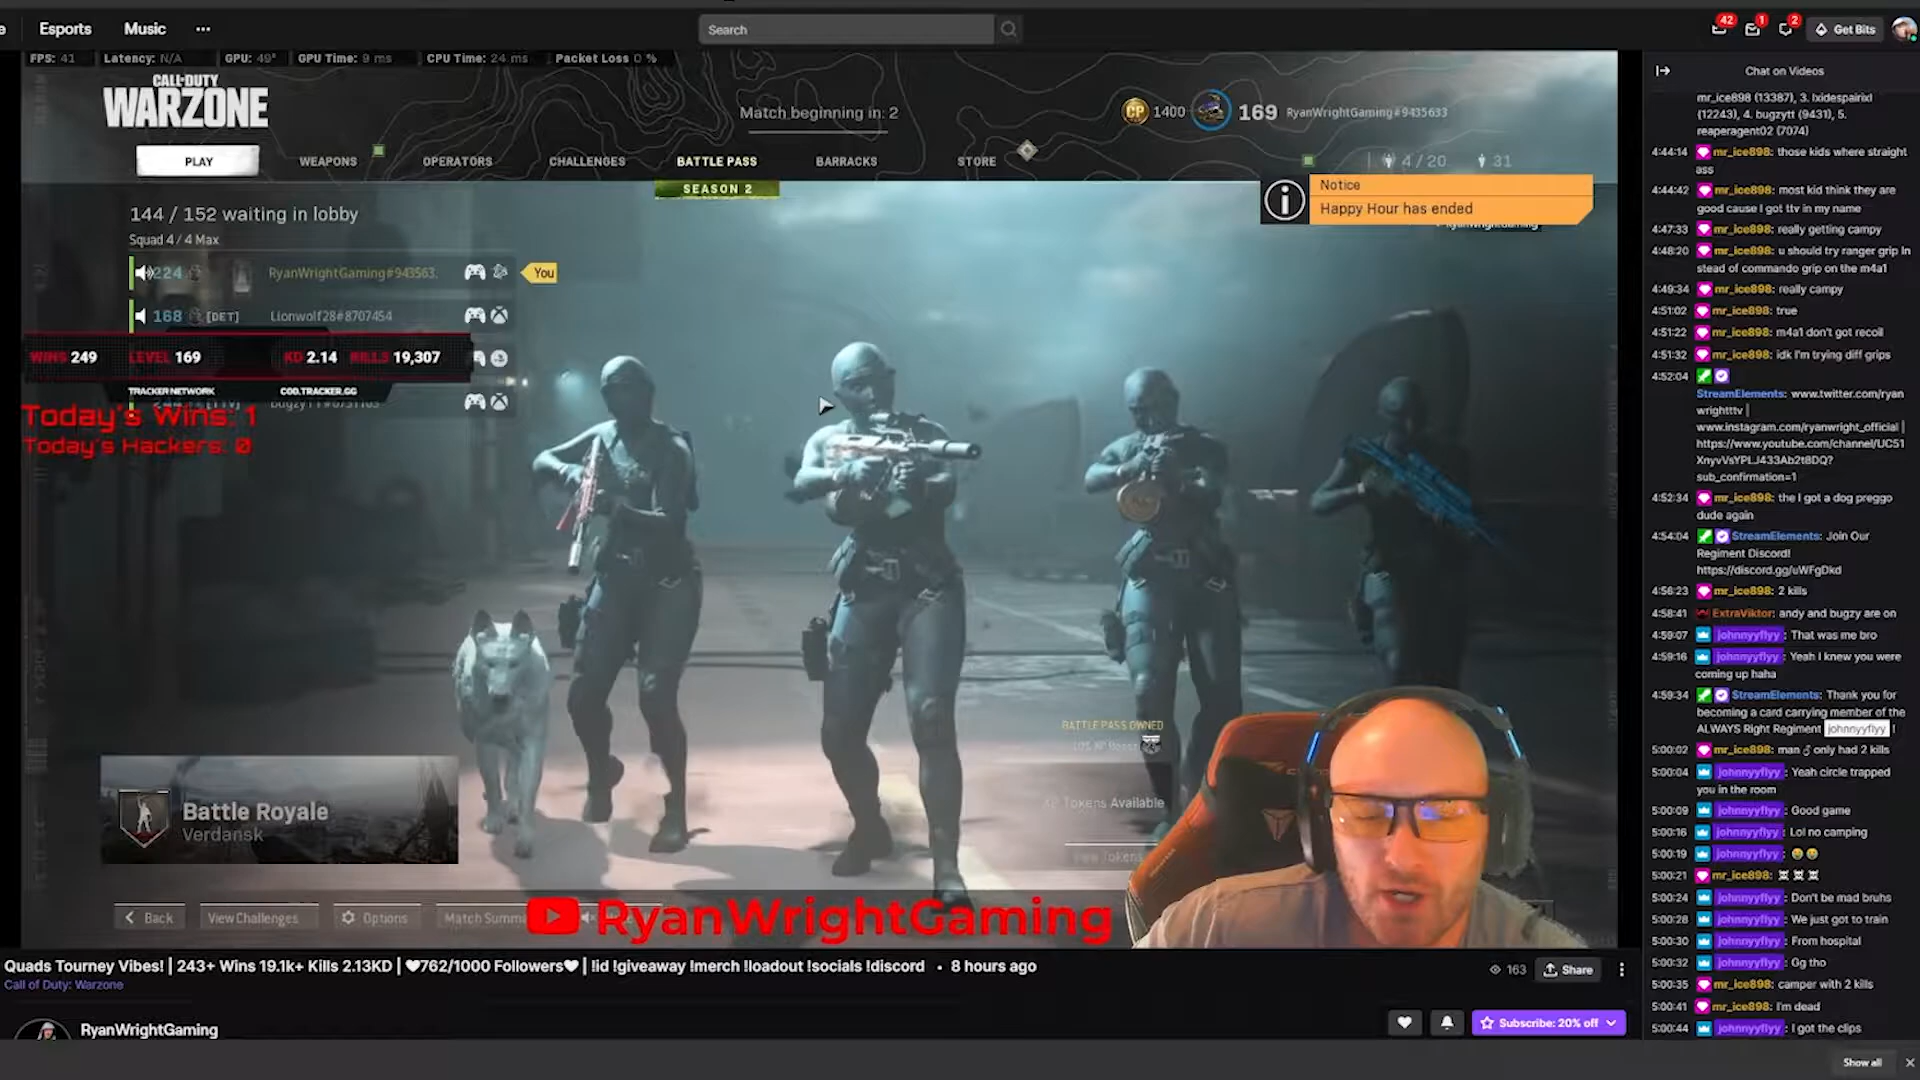 Esports
Music
Search
42
1
2
Get Bits
FPS: 41 Latency: N/A GPU: 49° GPU Time: 9 ms CPU Time: 24 ms Packet Loss 0 %
CALL OF DUTY
WARZONE
Match beginning in: 2
CP 1400 169 RyanWrightGaming#9435633
PLAY
WEAPONS
OPERATORS
CHALLENGES
BATTLE PASS
BARRACKS
STORE
4 / 20
31
SEASON 2
Notice
Happy Hour has ended
144 / 152 waiting in lobby
Squad 4 / 4 Max
224 RyanWrightGaming#943563. You
168 [DET] Lionwolf28#8707454
WINS 249 LEVEL 169 KD 2.14 KILLS 19,307
TRACKER NETWORK COD.TRACKER.GG
Today's Wins: 1
Today's Hackers: 0
BATTLE PASS OWNED
XP Tokens Available
View Tokens
Battle Royale
Verdansk
Back
View Challenges
Options
Match Summa
RyanWrightGaming
Quads Tourney Vibes! | 243+ Wins 19.1k+ Kills 2.13KD | ♥762/1000 Followers♥ | !id !giveaway !merch !loadout !socials !discord • 8 hours ago
Call of Duty: Warzone
163
Share
RyanWrightGaming
Subscribe: 20% off
Chat on Videos
mr_ice898 (13387), 3. lxidespairixl
(12243), 4. bugzytt (9431), 5.
reaperagent02 (7074)
4:44:14 mr_ice898: those kids where straight
ass
4:44:42 mr_ice898: most kid think they are
good cause I got ttv in my name
4:47:33 mr_ice898: really getting campy
4:48:20 mr_ice898: u should try ranger grip in
stead of commando grip on the m4a1
4:49:34 mr_ice898: really campy
4:51:02 mr_ice898: true
4:51:22 mr_ice898: m4a1 don't got recoil
4:51:32 mr_ice898: idk I'm trying diff grips
4:52:04
StreamElements: www.twitter.com/ryan
wrighttv |
www.instagram.com/ryanwright_official |
https://www.youtube.com/channel/UC51
XnyvVsYPLJ433Ab2t8DQ?
sub_confirmation=1
4:52:34 mr_ice898: the I got a dog preggo
dude again
4:54:04 StreamElements: Join Our
Regiment Discord!
https://discord.gg/uWFgDkd
4:56:23 mr_ice898: 2 kills
4:58:41 ExtraViktor: andy and bugzy are on
4:59:07 johnnyyflyy: That was me bro
4:59:16 johnnyyflyy: Yeah I knew you were
coming up haha
4:59:34 StreamElements: Thank you for
becoming a card carrying member of the
ALWAYS Right Regiment johnnyyflyy !
5:00:02 mr_ice898: man ♂ only had 2 kills
5:00:04 johnnyyflyy: Yeah circle trapped
you in the room
5:00:09 johnnyyflyy: Good game
5:00:16 johnnyyflyy: Lol no camping
5:00:19 johnnyyflyy: 😭😭
5:00:21 mr_ice898: ☠☠☠
5:00:24 johnnyyflyy: Don't be mad bruhs
5:00:28 johnnyyflyy: We just got to train
5:00:30 johnnyyflyy: From hospital
5:00:32 johnnyyflyy: Gg tho
5:00:35 mr_ice898: camper with 2 kills
5:00:41 mr_ice898: I'm dead
5:00:44 johnnyyflyy: I got the clips
Show all